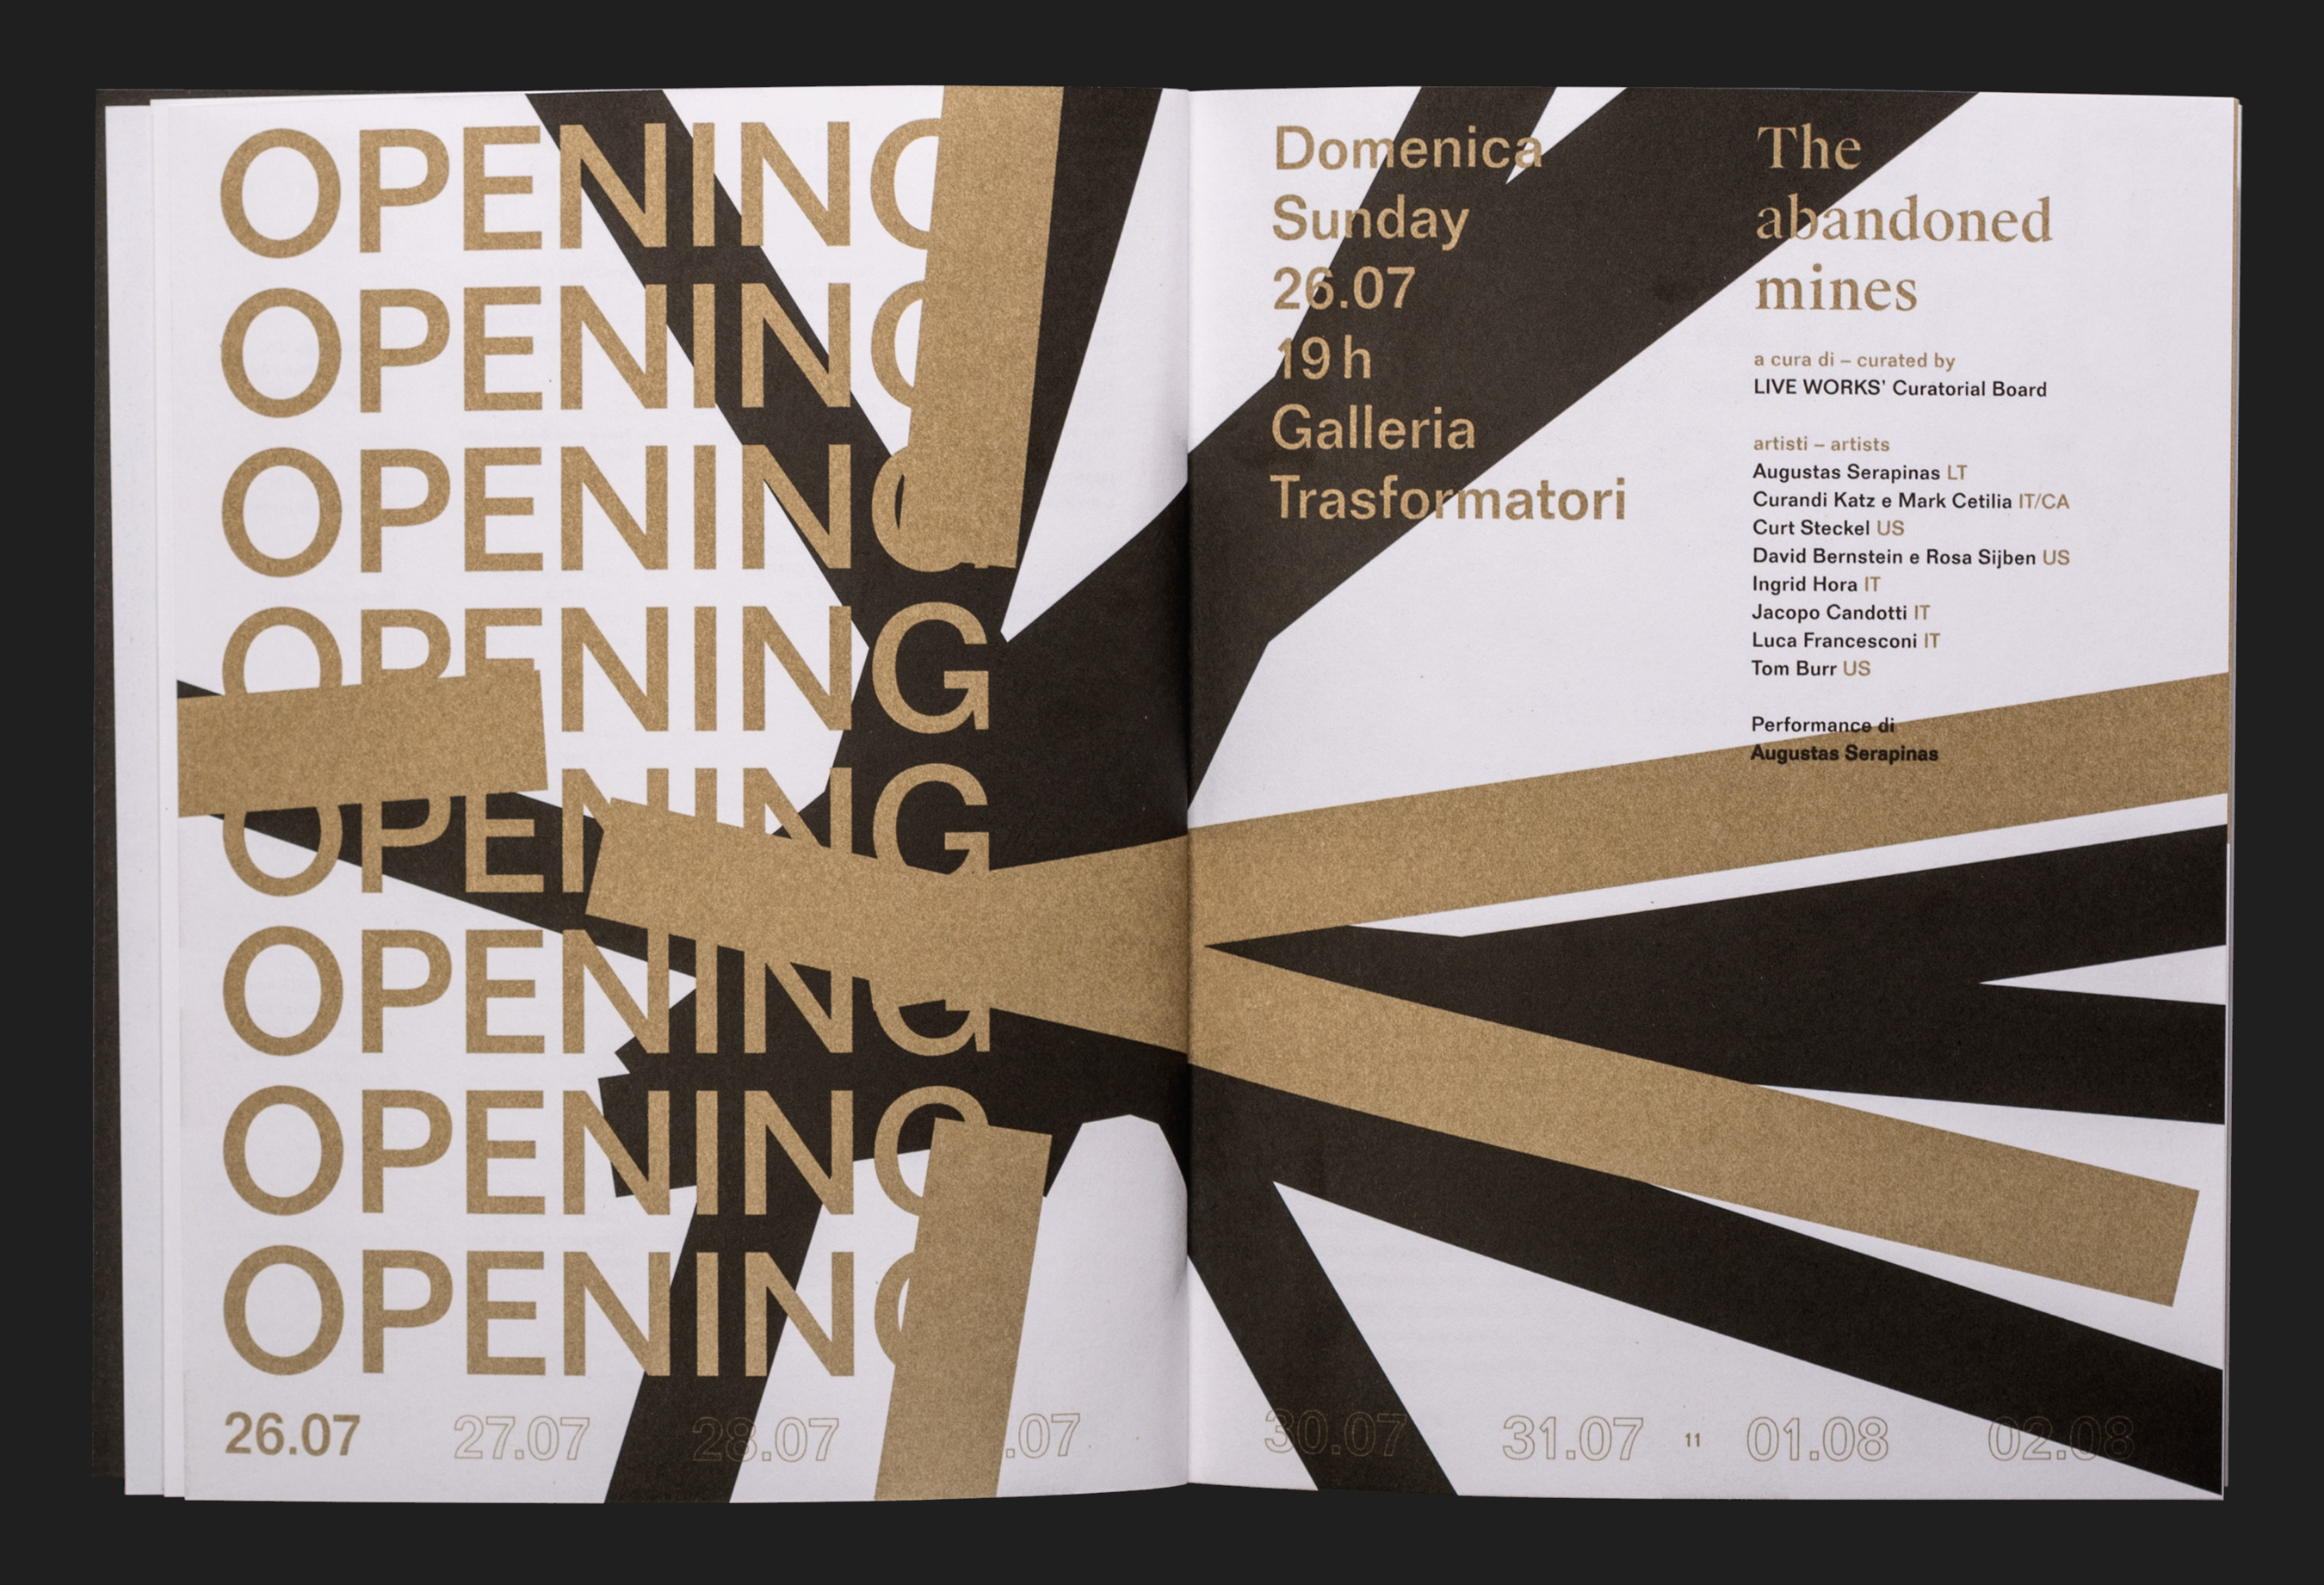 OPENING
OPENING
OPENING
OPENING
OPENING
OPENING
OPENING
OPENING
26.07 27.07 28.07 .07
Domenica
Sunday
26.07
19 h
Galleria
Trasformatori
The
abandoned
mines
a cura di – curated by
LIVE WORKS’ Curatorial Board
artisti – artists
Augustas Serapinas LT
Curandi Katz e Mark Cetilia IT/CA
Curt Steckel US
David Bernstein e Rosa Sijben US
Ingrid Hora IT
Jacopo Candotti IT
Luca Francesconi IT
Tom Burr US
Performance di
Augustas Serapinas
30.07 31.07 11 01.08 02.08